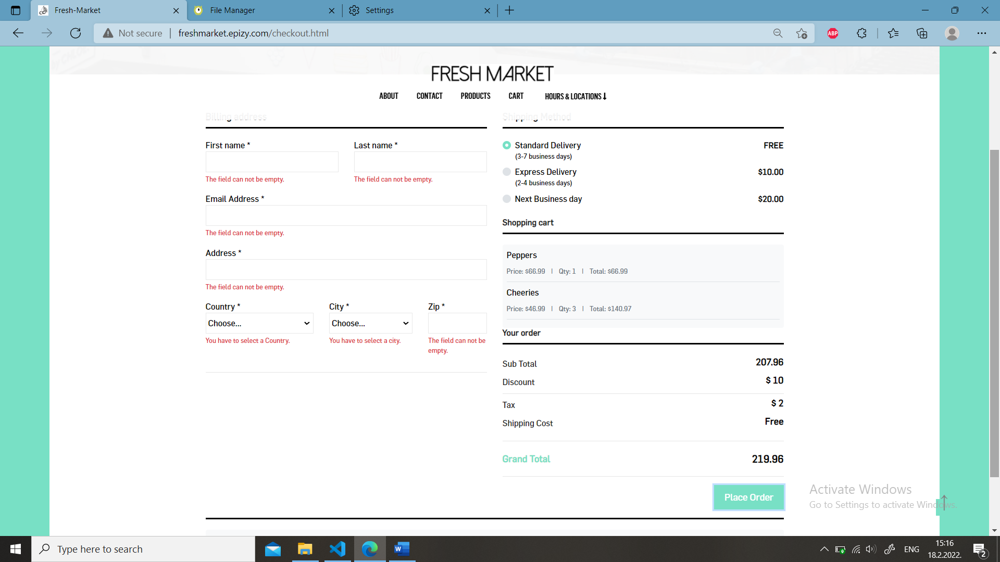 Fresh-Market
File Manager
Settings
Not secure
freshmarket.epizy.com/checkout.html
ABP
FRESH MARKET
ABOUT
CONTACT
PRODUCTS
CART
HOURS & LOCATIONS
Billing address
First name *
Last name *
The field can not be empty.
The field can not be empty.
Email Address *
The field can not be empty.
Address *
The field can not be empty.
Country *
City *
Zip *
Choose...
Choose...
You have to select a Country.
You have to select a city.
The field can not be
empty.
Shipping Method
Standard Delivery
FREE
(3-7 business days)
Express Delivery
$10.00
(2-4 business days)
Next Business day
$20.00
Shopping cart
Peppers
Price: $66.99 | Qty: 1 | Total: $66.99
Cheeries
Price: $46.99 | Qty: 3 | Total: $140.97
Your order
Sub Total
207.96
Discount
$ 10
Tax
$ 2
Shipping Cost
Free
Grand Total
219.96
Place Order
Activate Windows
Go to Settings to activate Windows.
Type here to search
ENG
15:16
18.2.2022.
2